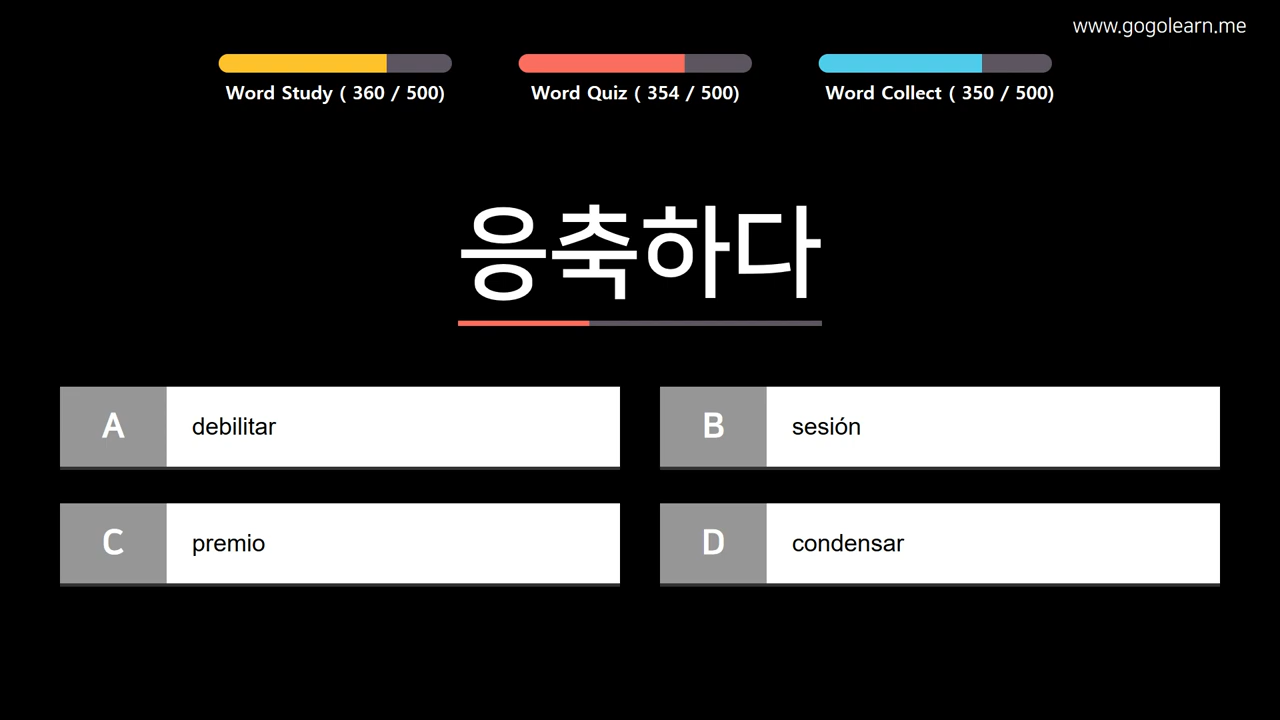 www.gogolearn.me
Word Study ( 360 / 500)
Word Quiz ( 354 / 500)
Word Collect ( 350 / 500)
응축하다
A debilitar
B sesión
C premio
D condensar